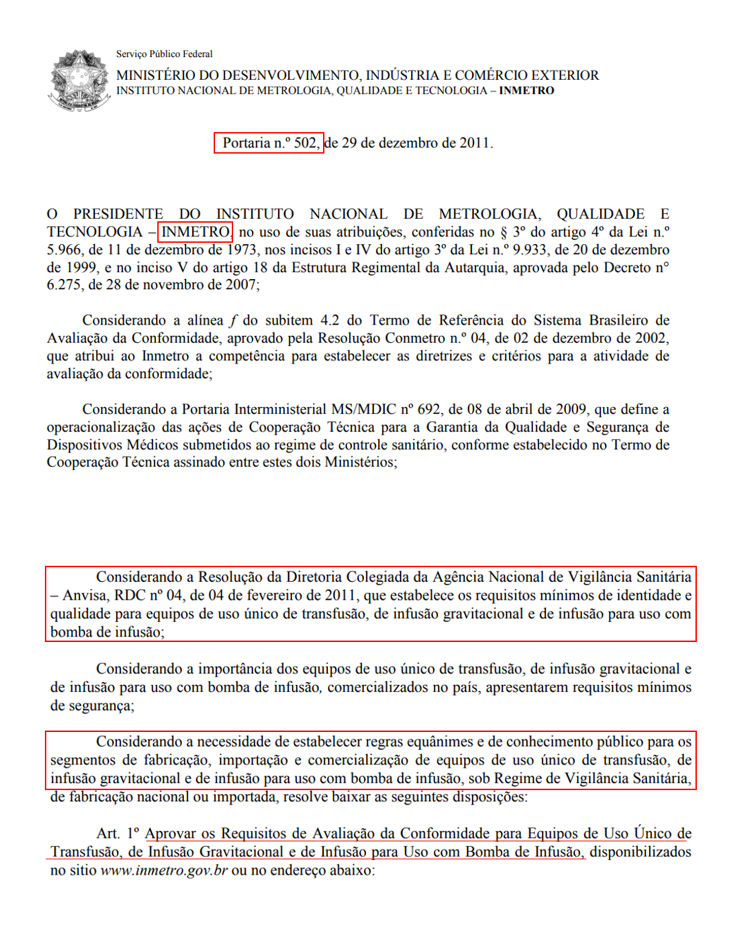 Serviço Público Federal
MINISTÉRIO DO DESENVOLVIMENTO, INDÚSTRIA E COMÉRCIO EXTERIOR
INSTITUTO NACIONAL DE METROLOGIA, QUALIDADE E TECNOLOGIA – INMETRO
Portaria n.º 502, de 29 de dezembro de 2011.
O PRESIDENTE DO INSTITUTO NACIONAL DE METROLOGIA, QUALIDADE E
TECNOLOGIA – INMETRO, no uso de suas atribuições, conferidas no § 3º do artigo 4º da Lei n.º
5.966, de 11 de dezembro de 1973, nos incisos I e IV do artigo 3º da Lei n.º 9.933, de 20 de dezembro
de 1999, e no inciso V do artigo 18 da Estrutura Regimental da Autarquia, aprovada pelo Decreto n°
6.275, de 28 de novembro de 2007;
Considerando a alínea f do subitem 4.2 do Termo de Referência do Sistema Brasileiro de
Avaliação da Conformidade, aprovado pela Resolução Conmetro n.º 04, de 02 de dezembro de 2002,
que atribui ao Inmetro a competência para estabelecer as diretrizes e critérios para a atividade de
avaliação da conformidade;
Considerando a Portaria Interministerial MS/MDIC nº 692, de 08 de abril de 2009, que define a
operacionalização das ações de Cooperação Técnica para a Garantia da Qualidade e Segurança de
Dispositivos Médicos submetidos ao regime de controle sanitário, conforme estabelecido no Termo de
Cooperação Técnica assinado entre estes dois Ministérios;
Considerando a Resolução da Diretoria Colegiada da Agência Nacional de Vigilância Sanitária
– Anvisa, RDC nº 04, de 04 de fevereiro de 2011, que estabelece os requisitos mínimos de identidade e
qualidade para equipos de uso único de transfusão, de infusão gravitacional e de infusão para uso com
bomba de infusão;
Considerando a importância dos equipos de uso único de transfusão, de infusão gravitacional e
de infusão para uso com bomba de infusão, comercializados no país, apresentarem requisitos mínimos
de segurança;
Considerando a necessidade de estabelecer regras equânimes e de conhecimento público para os
segmentos de fabricação, importação e comercialização de equipos de uso único de transfusão, de
infusão gravitacional e de infusão para uso com bomba de infusão, sob Regime de Vigilância Sanitária,
de fabricação nacional ou importada, resolve baixar as seguintes disposições:
Art. 1º Aprovar os Requisitos de Avaliação da Conformidade para Equipos de Uso Único de
Transfusão, de Infusão Gravitacional e de Infusão para Uso com Bomba de Infusão, disponibilizados
no sitio www.inmetro.gov.br ou no endereço abaixo: